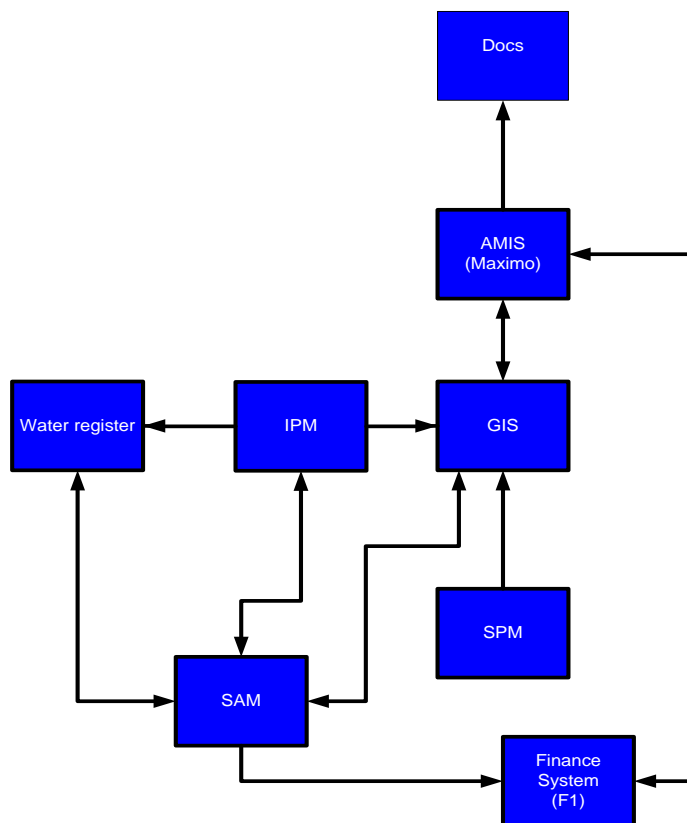 Docs
AMIS
(Maximo)
Water register
IPM
GIS
SPM
SAM
Finance
System
(F1)